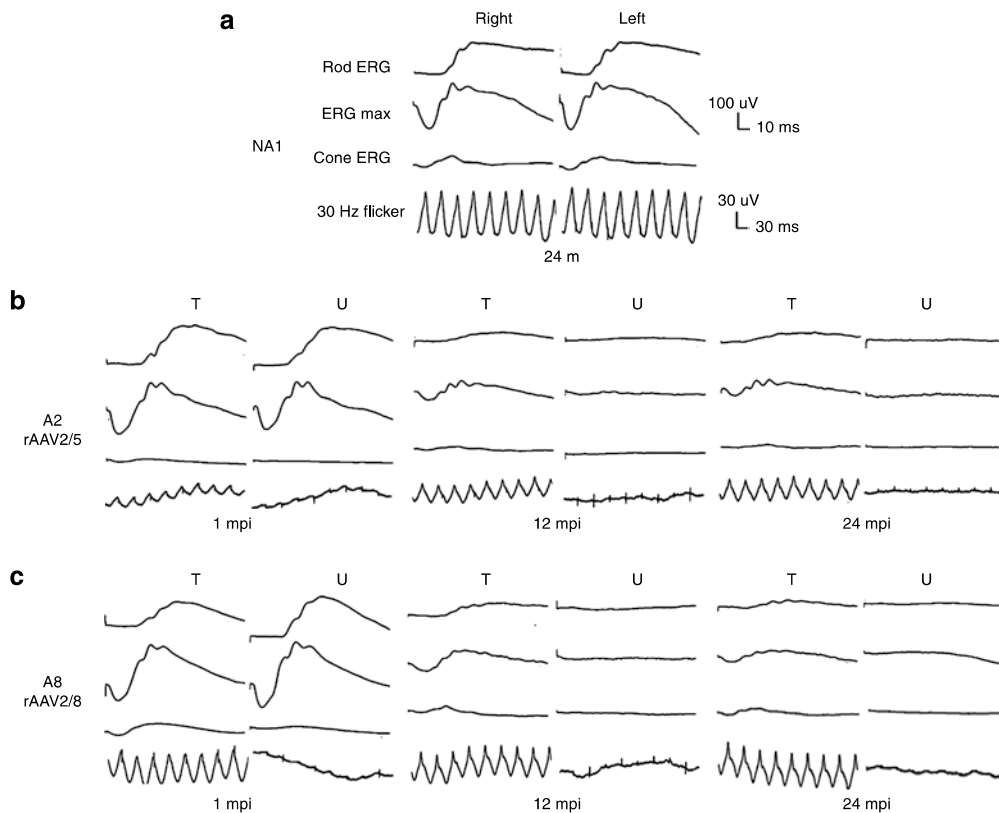 a
Right Left
Rod ERG
ERG max
100 uV
10 ms
NA1
Cone ERG
30 Hz flicker
30 uV
30 ms
24 m
b
T U T U T U
A2
rAAV2/5
1 mpi 12 mpi 24 mpi
c
T U T U T U
A8
rAAV2/8
1 mpi 12 mpi 24 mpi